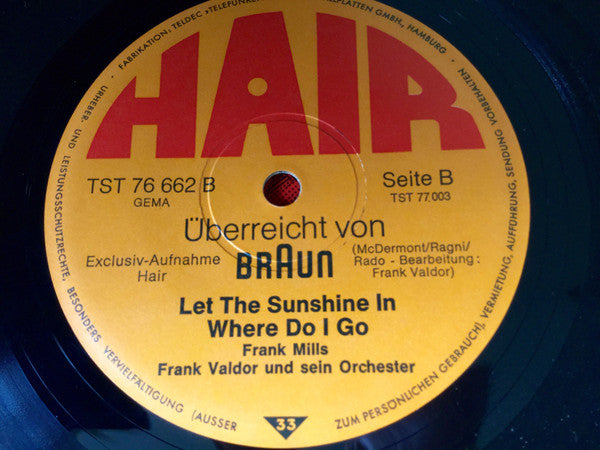 FABRIKATION: TELDEC »TELEFUNKEN
PLATTEN GMBH., HAMBURG
URHEBER- UND LEISTUNGSSCHUTZRECHTE, BESONDERS VERVIELFÄLTIGUNG (AUSSER
ZUM PERSÖNLICHEN GEBRAUCH), VERMIETUNG, AUFFÜHRUNG, SENDUNG VORBEHALTEN
HAIR
TST 76 662 B
GEMA
Seite B
TST 77.003
Überreicht von
Exclusiv-Aufnahme
Hair
BRAUN
(McDermont/Ragni/
Rado - Bearbeitung:
Frank Valdor)
Let The Sunshine In
Where Do I Go
Frank Mills
Frank Valdor und sein Orchester
33